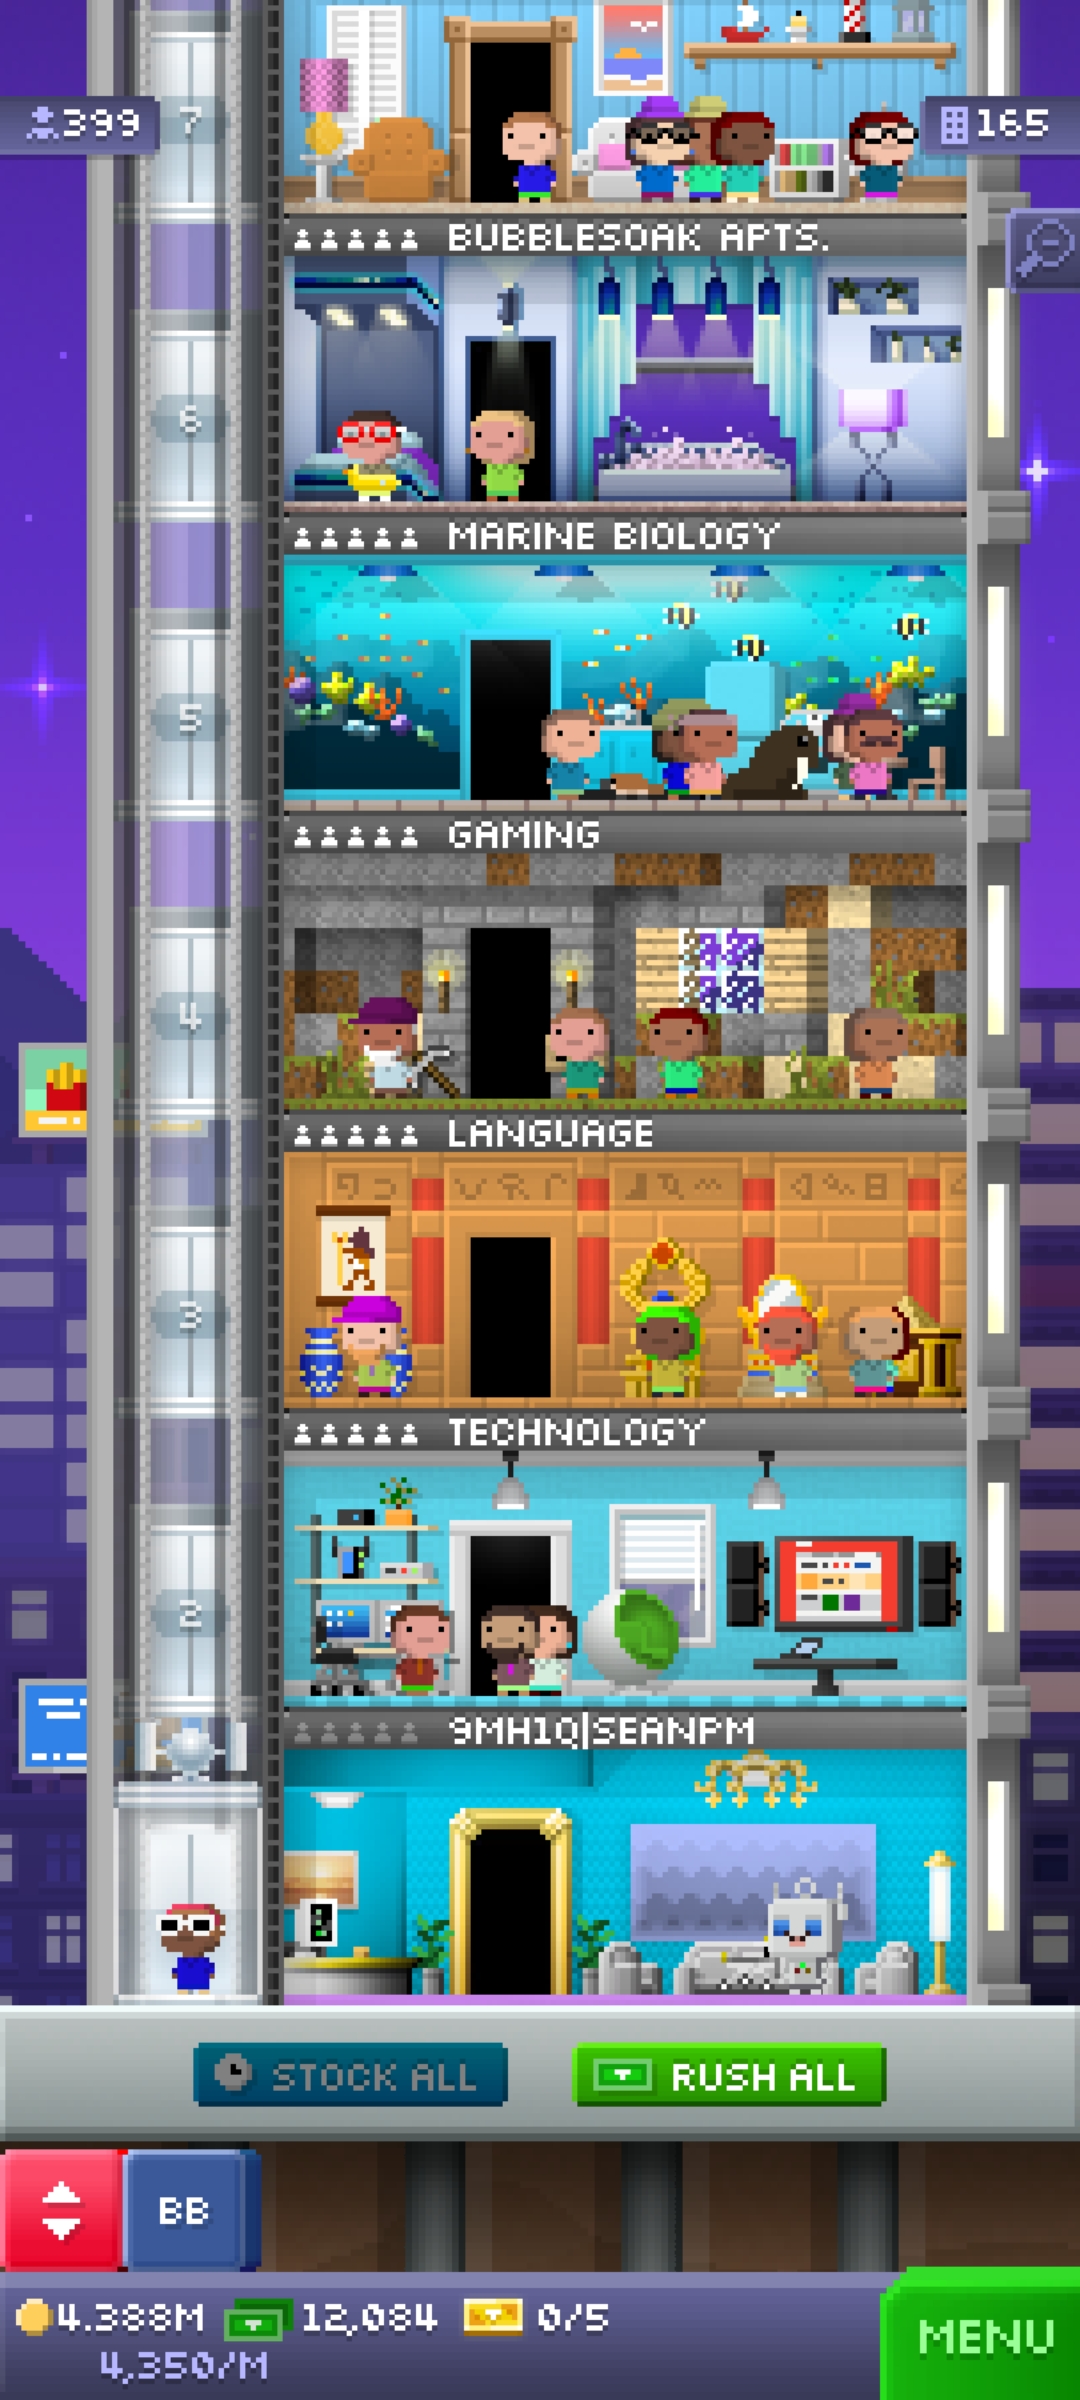 399
7
165
BUBBLESOAK APTS.
6
MARINE BIOLOGY
5
GAMING
4
LANGUAGE
3
TECHNOLOGY
2
9MH1Q|SEANPM
STOCK ALL
RUSH ALL
BB
4.388M 12,084 0/5
4,350/M
MENU